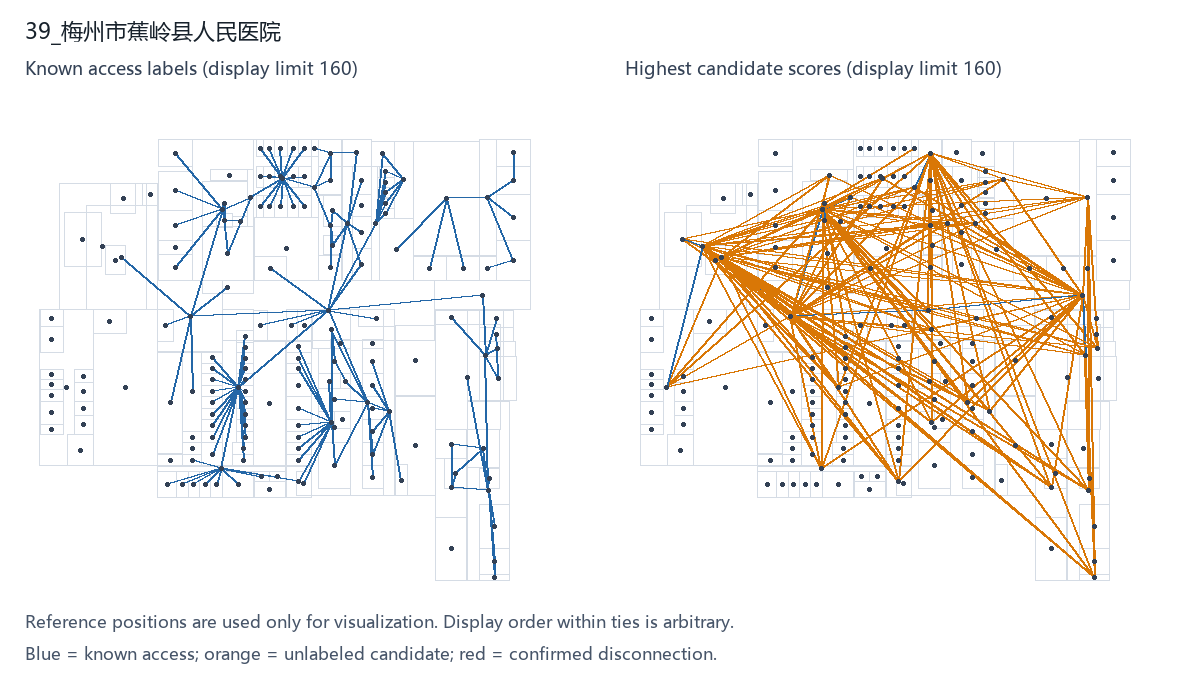 39_梅州市蕉岭县人民医院
Known access labels (display limit 160)
Highest candidate scores (display limit 160)
Reference positions are used only for visualization. Display order within ties is arbitrary.
Blue = known access; orange = unlabeled candidate; red = confirmed disconnection.